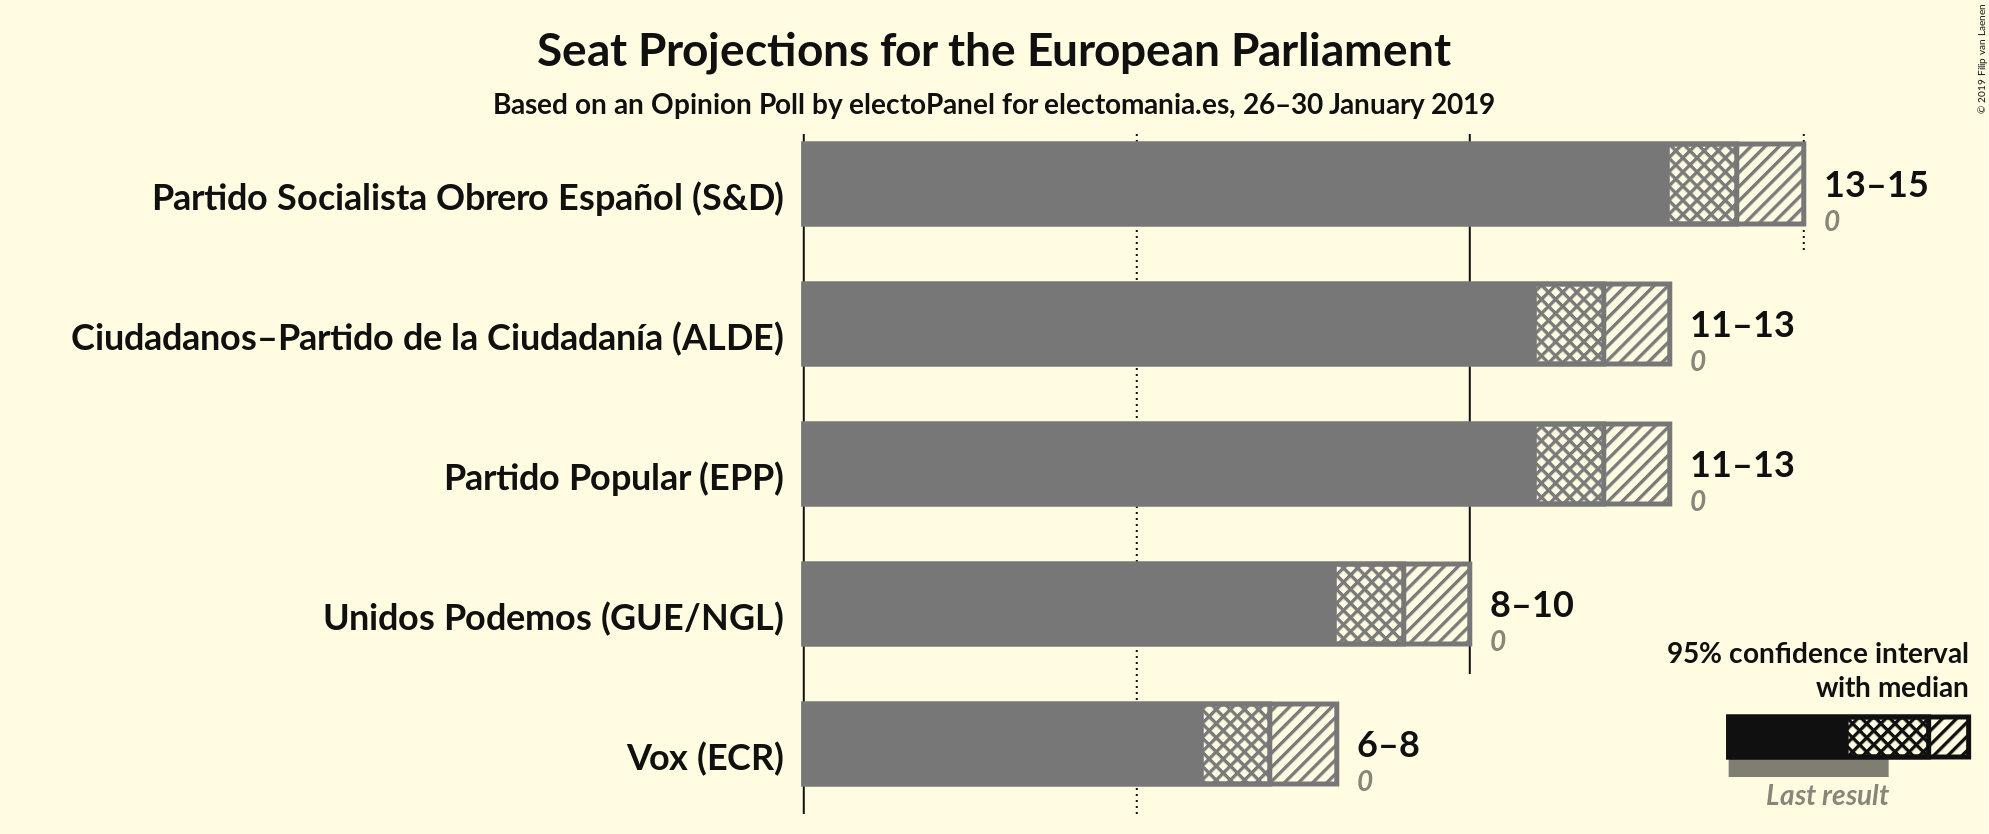 Seat Projections for the European Parliament
Based on an Opinion Poll by electoPanel for electomania.es, 26–30 January 2019
© 2019 Filip van Laenen
Partido Socialista Obrero Español (S&D)
13–15
0
Ciudadanos–Partido de la Ciudadanía (ALDE)
11–13
0
Partido Popular (EPP)
11–13
0
Unidos Podemos (GUE/NGL)
8–10
0
Vox (ECR)
6–8
0
95% confidence interval
with median
Last result